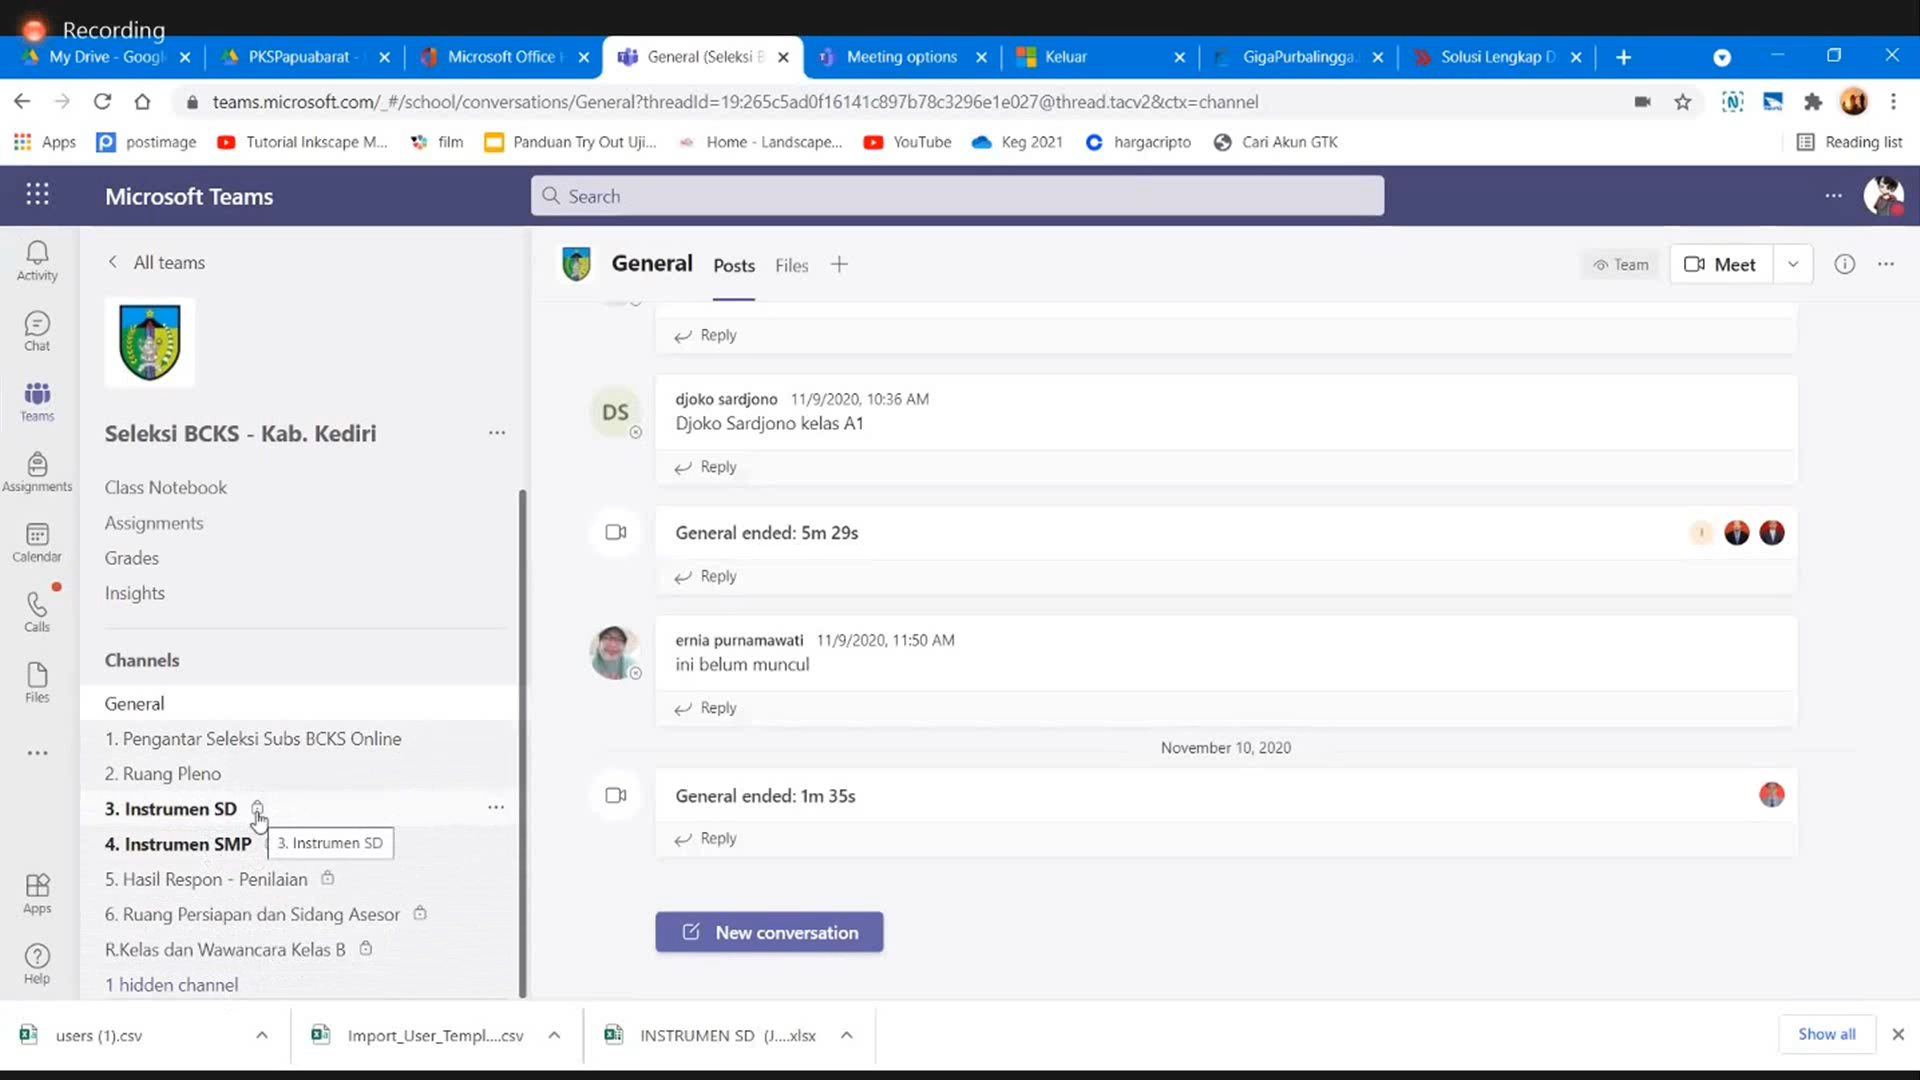 Recording
My Drive - Googl
PKSPapuabarat -
Microsoft Office
General (Seleksi B
Meeting options
Keluar
GigaPurbalingga.
Solusi Lengkap D
teams.microsoft.com/_#/school/conversations/General?threadId=19:265c5ad0f16141c897b78c3296e1e027@thread.tacv2&ctx=channel
Apps
postimage
Tutorial Inkscape M...
film
Panduan Try Out Uji...
Home - Landscape...
YouTube
Keg 2021
hargacripto
Cari Akun GTK
Reading list
Microsoft Teams
Search
Activity
Chat
Teams
Assignments
Calendar
Calls
Files
Apps
Help
All teams
Seleksi BCKS - Kab. Kediri
Class Notebook
Assignments
Grades
Insights
Channels
General
1. Pengantar Seleksi Subs BCKS Online
2. Ruang Pleno
3. Instrumen SD
4. Instrumen SMP
3. Instrumen SD
5. Hasil Respon - Penilaian
6. Ruang Persiapan dan Sidang Asesor
R.Kelas dan Wawancara Kelas B
1 hidden channel
General
Posts
Files
Team
Meet
Reply
DS
djoko sardjono 11/9/2020, 10:36 AM
Djoko Sardjono kelas A1
Reply
General ended: 5m 29s
Reply
ernia purnamawati 11/9/2020, 11:50 AM
ini belum muncul
Reply
November 10, 2020
General ended: 1m 35s
Reply
New conversation
users (1).csv
Import_User_Templ....csv
INSTRUMEN SD (J....xlsx
Show all